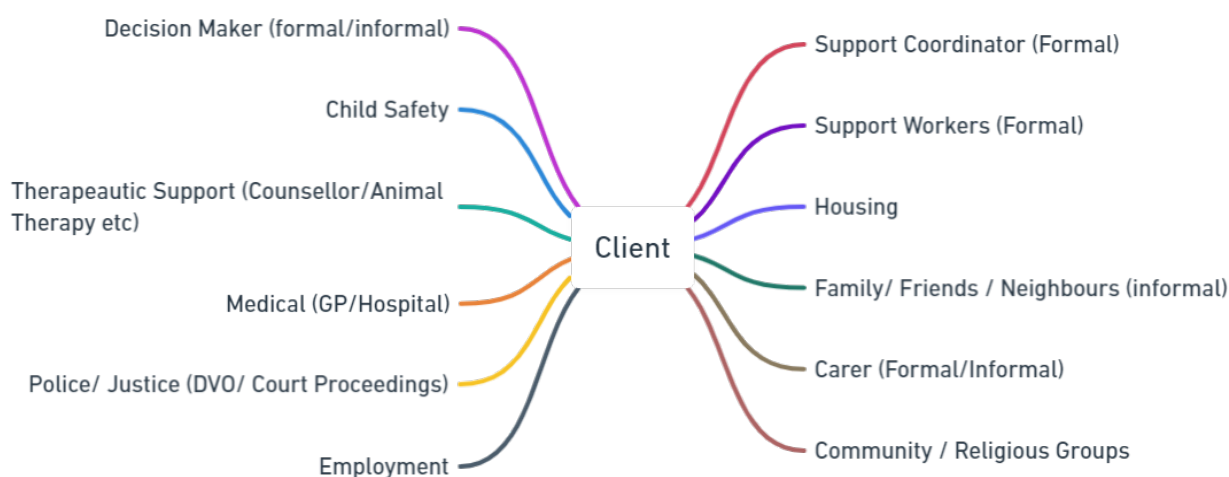 Decision Maker (formal/informal)
Child Safety
Therapeautic Support (Counsellor/Animal
Therapy etc)
Medical (GP/Hospital)
Police/ Justice (DVO/ Court Proceedings)
Employment
Client
Support Coordinator (Formal)
Support Workers (Formal)
Housing
Family/ Friends / Neighbours (informal)
Carer (Formal/Informal)
Community / Religious Groups